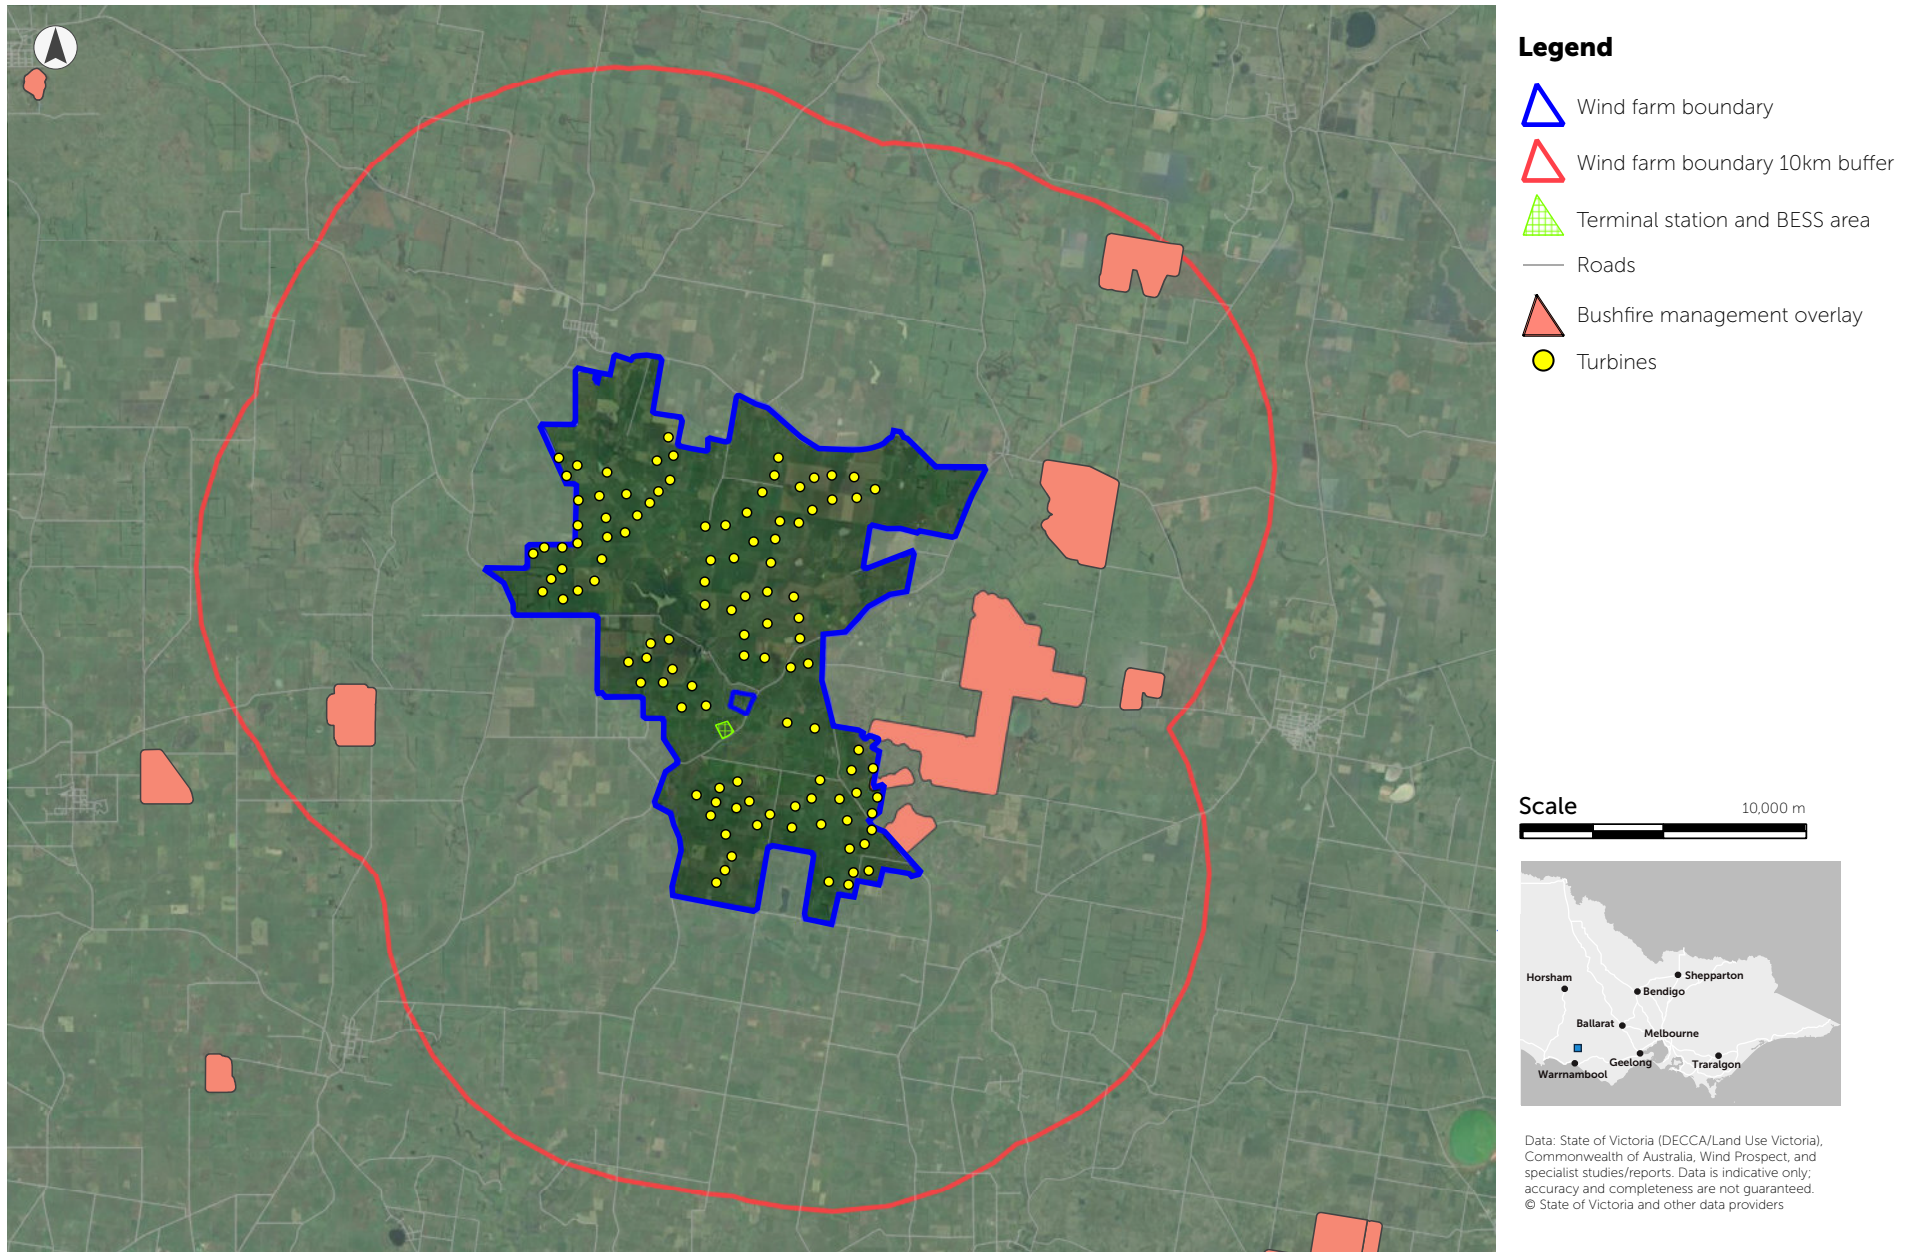 Legend
Wind farm boundary
Wind farm boundary 10km buffer
Terminal station and BESS area
Roads
Bushfire management overlay
Turbines
Scale
10,000 m
Horsham
Shepparton
Bendigo
Ballarat
Melbourne
Geelong
Traralgon
Warrnambool
Data: State of Victoria (DECCA/Land Use Victoria),
Commonwealth of Australia, Wind Prospect, and
specialist studies/reports. Data is indicative only;
accuracy and completeness are not guaranteed.
© State of Victoria and other data providers